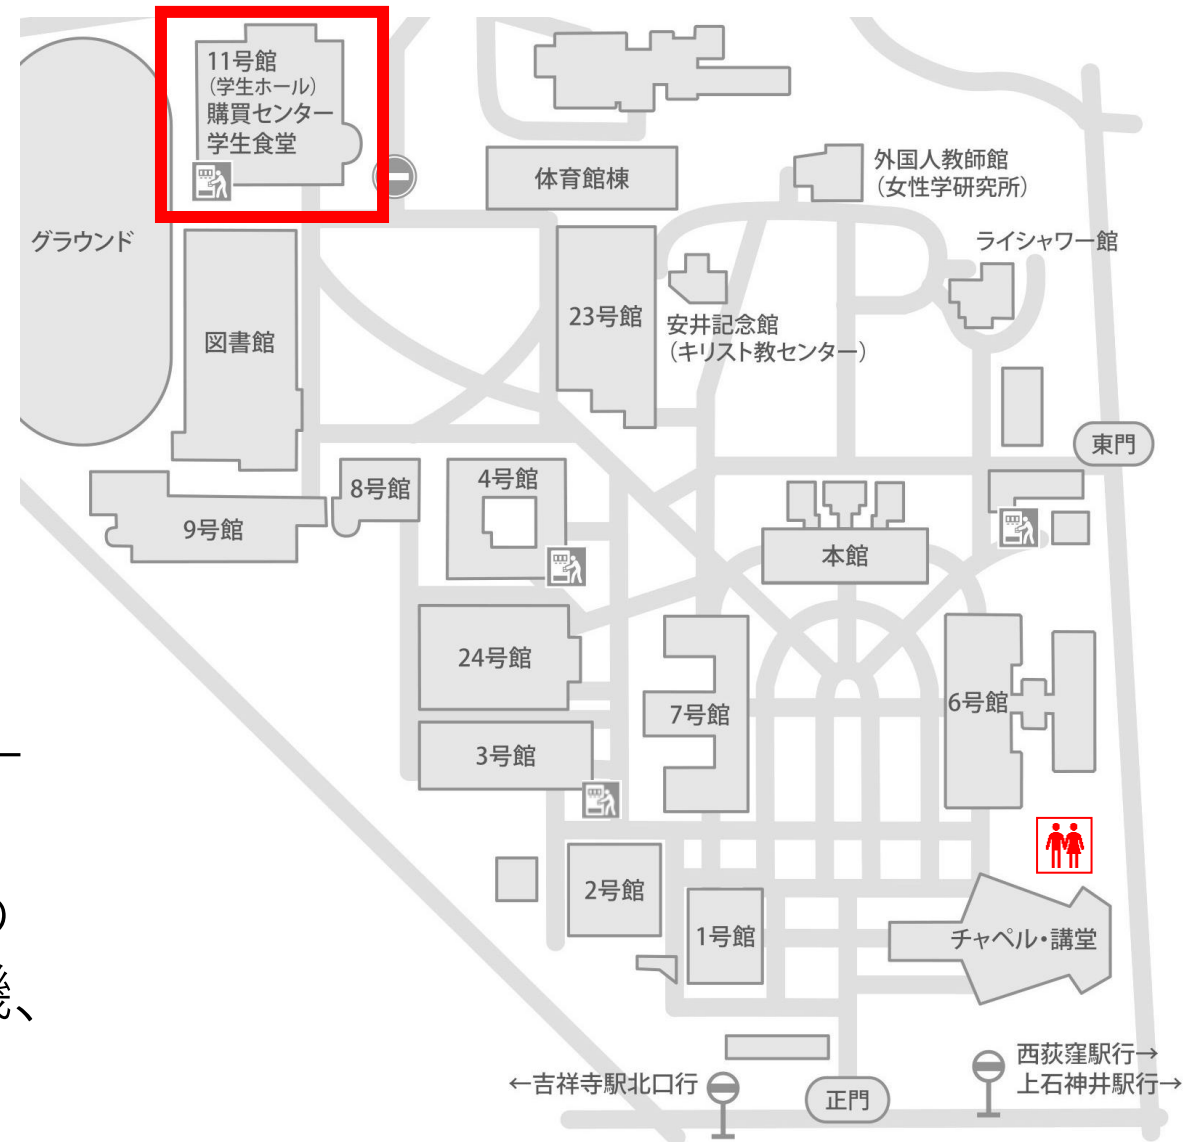 11号館
(学生ホール)
購買センター
学生食堂
体育館棟
外国人教師館
(女性学研究所)
グラウンド
ライシャワー館
23号館
安井記念館
(キリスト教センター)
図書館
東門
4号館
8号館
9号館
本館
24号館
7号館
6号館
3号館
2号館
1号館
チャペル・講堂
←吉祥寺駅北口行
西荻窪駅行→
上石神井駅行→
正門